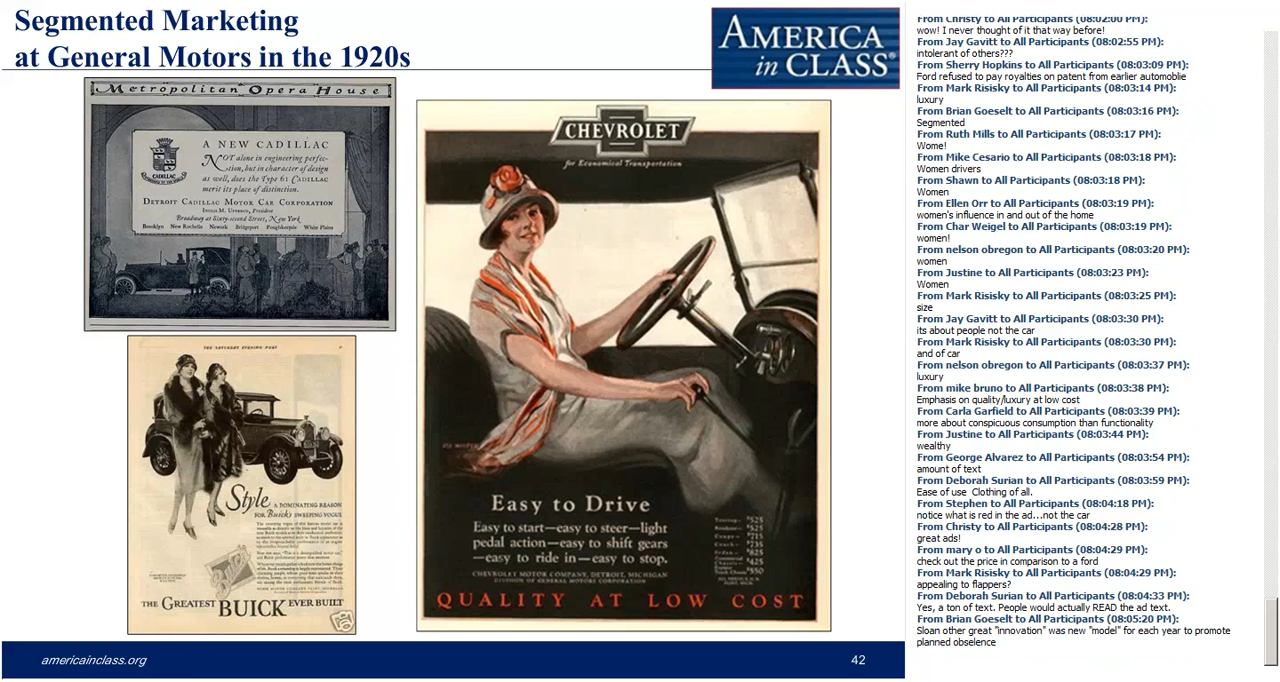 Segmented Marketing
at General Motors in the 1920s
AMERICA
in CLASS®
Metropolitan Opera House
A NEW CADILLAC
NOT alone in engineering perfec-
tion, but in character of design
as well, does the Type 61 CADILLAC
merit its place of distinction.
CADILLAC
DETROIT CADILLAC MOTOR CAR CORPORATION
Inglis M. Uppercu, President
Broadway at Sixty-second Street, New York
Brooklyn New Rochelle Newark Bridgeport Poughkeepsie White Plains
THE SATURDAY EVENING POST
Style A DOMINATING REASON
FOR Buick's SWEEPING VOGUE
THE GREATEST BUICK EVER BUILT
CHEVROLET
for Economical Transportation
Easy to Drive
Easy to start—easy to steer—light
pedal action—easy to shift gears
—easy to ride in—easy to stop.
CHEVROLET MOTOR COMPANY, DETROIT, MICHIGAN
DIVISION OF GENERAL MOTORS CORPORATION
QUALITY AT LOW COST
americainclass.org
42
From Christy to All Participants (08:02:00 PM):
wow! I never thought of it that way before!
From Jay Gavitt to All Participants (08:02:55 PM):
intolerant of others???
From Sherry Hopkins to All Participants (08:03:09 PM):
Ford refused to pay royalties on patent from earlier automoblie
From Mark Risisky to All Participants (08:03:14 PM):
luxury
From Brian Goeselt to All Participants (08:03:16 PM):
Segmented
From Ruth Mills to All Participants (08:03:17 PM):
Wome!
From Mike Cesario to All Participants (08:03:18 PM):
Women drivers
From Shawn to All Participants (08:03:18 PM):
Women
From Ellen Orr to All Participants (08:03:19 PM):
women's influence in and out of the home
From Char Weigel to All Participants (08:03:19 PM):
women!
From nelson obregon to All Participants (08:03:20 PM):
women
From Justine to All Participants (08:03:23 PM):
Women
From Mark Risisky to All Participants (08:03:25 PM):
size
From Jay Gavitt to All Participants (08:03:30 PM):
its about people not the car
From Mark Risisky to All Participants (08:03:30 PM):
and of car
From nelson obregon to All Participants (08:03:37 PM):
luxury
From mike bruno to All Participants (08:03:38 PM):
Emphasis on quality/luxury at low cost
From Carla Garfield to All Participants (08:03:39 PM):
more about conspicuous consumption than functionality
From Justine to All Participants (08:03:44 PM):
wealthy
From George Alvarez to All Participants (08:03:54 PM):
amount of text
From Deborah Surian to All Participants (08:03:59 PM):
Ease of use Clothing of all.
From Stephen to All Participants (08:04:18 PM):
notice what is red in the ad...not the car
From Christy to All Participants (08:04:28 PM):
great ads!
From mary o to All Participants (08:04:29 PM):
check out the price in comparison to a ford
From Mark Risisky to All Participants (08:04:29 PM):
appealing to flappers?
From Deborah Surian to All Participants (08:04:33 PM):
Yes, a ton of text. People would actually READ the ad text.
From Brian Goeselt to All Participants (08:05:20 PM):
Sloan other great "innovation" was new "model" for each year to promote
planned obselence